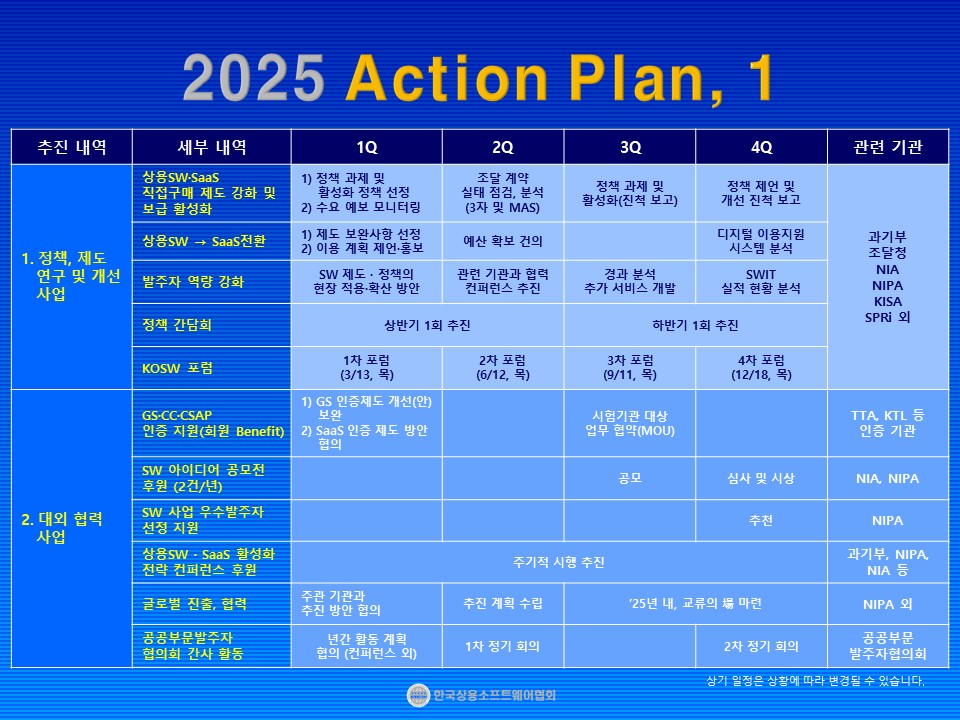 2025 Action Plan, 1
추진 내역
세부 내역
1Q
2Q
3Q
4Q
관련 기관
1. 정책, 제도
연구 및 개선
사업
상용SW·SaaS
직접구매 제도 강화 및
보급 활성화
1) 정책 과제 및
활성화 정책 선정
2) 수요 예보 모니터링
조달 계약
실태 점검, 분석
(3자 및 MAS)
정책 과제 및
활성화(진척 보고)
정책 제언 및
개선 진척 보고
과기부
조달청
NIA
NIPA
KISA
SPRi 외
상용SW → SaaS전환
1) 제도 보완사항 선정
2) 이용 계획 제언·홍보
예산 확보 건의
디지털 이용지원
시스템 분석
발주자 역량 강화
SW 제도 · 정책의
현장 적용·확산 방안
관련 기관과 협력
컨퍼런스 추진
경과 분석
추가 서비스 개발
SWIT
실적 현황 분석
정책 간담회
상반기 1회 추진
하반기 1회 추진
KOSW 포럼
1차 포럼
(3/13, 목)
2차 포럼
(6/12, 목)
3차 포럼
(9/11, 목)
4차 포럼
(12/18, 목)
2. 대외 협력
사업
GS·CC·CSAP
인증 지원(회원 Benefit)
1) GS 인증제도 개선(안)
보완
2) SaaS 인증 제도 방안
협의
시험기관 대상
업무 협약(MOU)
TTA, KTL 등
인증 기관
SW 아이디어 공모전
후원 (2건/년)
공모
심사 및 시상
NIA, NIPA
SW 사업 우수발주자
선정 지원
추천
NIPA
상용SW · SaaS 활성화
전략 컨퍼런스 후원
주기적 시행 추진
과기부, NIPA,
NIA 등
글로벌 진출, 협력
주관 기관과
추진 방안 협의
추진 계획 수립
’25년 내, 교류의 場 마련
NIPA 외
공공부문발주자
협의회 간사 활동
년간 활동 계획
협의 (컨퍼런스 외)
1차 정기 회의
2차 정기 회의
공공부문
발주자협의회
상기 일정은 상황에 따라 변경될 수 있습니다.
한국상용소프트웨어협회